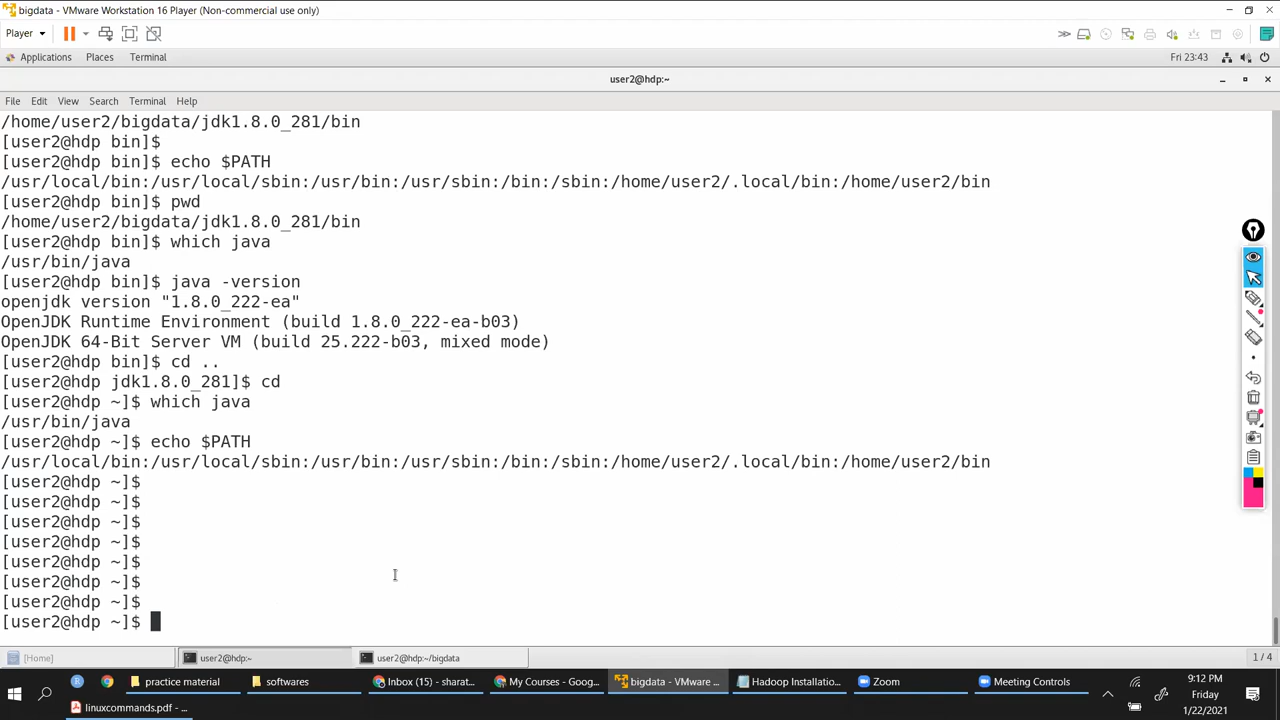 bigdata - VMware Workstation 16 Player (Non-commercial use only)
Player
Applications Places Terminal Fri 23:43
user2@hdp:~
File Edit View Search Terminal Help
/home/user2/bigdata/jdk1.8.0_281/bin
[user2@hdp bin]$
[user2@hdp bin]$ echo $PATH
/usr/local/bin:/usr/local/sbin:/usr/bin:/usr/sbin:/bin:/sbin:/home/user2/.local/bin:/home/user2/bin
[user2@hdp bin]$ pwd
/home/user2/bigdata/jdk1.8.0_281/bin
[user2@hdp bin]$ which java
/usr/bin/java
[user2@hdp bin]$ java -version
openjdk version "1.8.0_222-ea"
OpenJDK Runtime Environment (build 1.8.0_222-ea-b03)
OpenJDK 64-Bit Server VM (build 25.222-b03, mixed mode)
[user2@hdp bin]$ cd ..
[user2@hdp jdk1.8.0_281]$ cd
[user2@hdp ~]$ which java
/usr/bin/java
[user2@hdp ~]$ echo $PATH
/usr/local/bin:/usr/local/sbin:/usr/bin:/usr/sbin:/bin:/sbin:/home/user2/.local/bin:/home/user2/bin
[user2@hdp ~]$
[user2@hdp ~]$
[user2@hdp ~]$
[user2@hdp ~]$
[user2@hdp ~]$
[user2@hdp ~]$
[user2@hdp ~]$
[user2@hdp ~]$
[Home] user2@hdp:~ user2@hdp:~/bigdata 1 / 4
practice material softwares Inbox (15) - sharat... My Courses - Goog... bigdata - VMware ... Hadoop Installatio... Zoom Meeting Controls 9:12 PM
Friday
linuxcommands.pdf - ... 1/22/2021